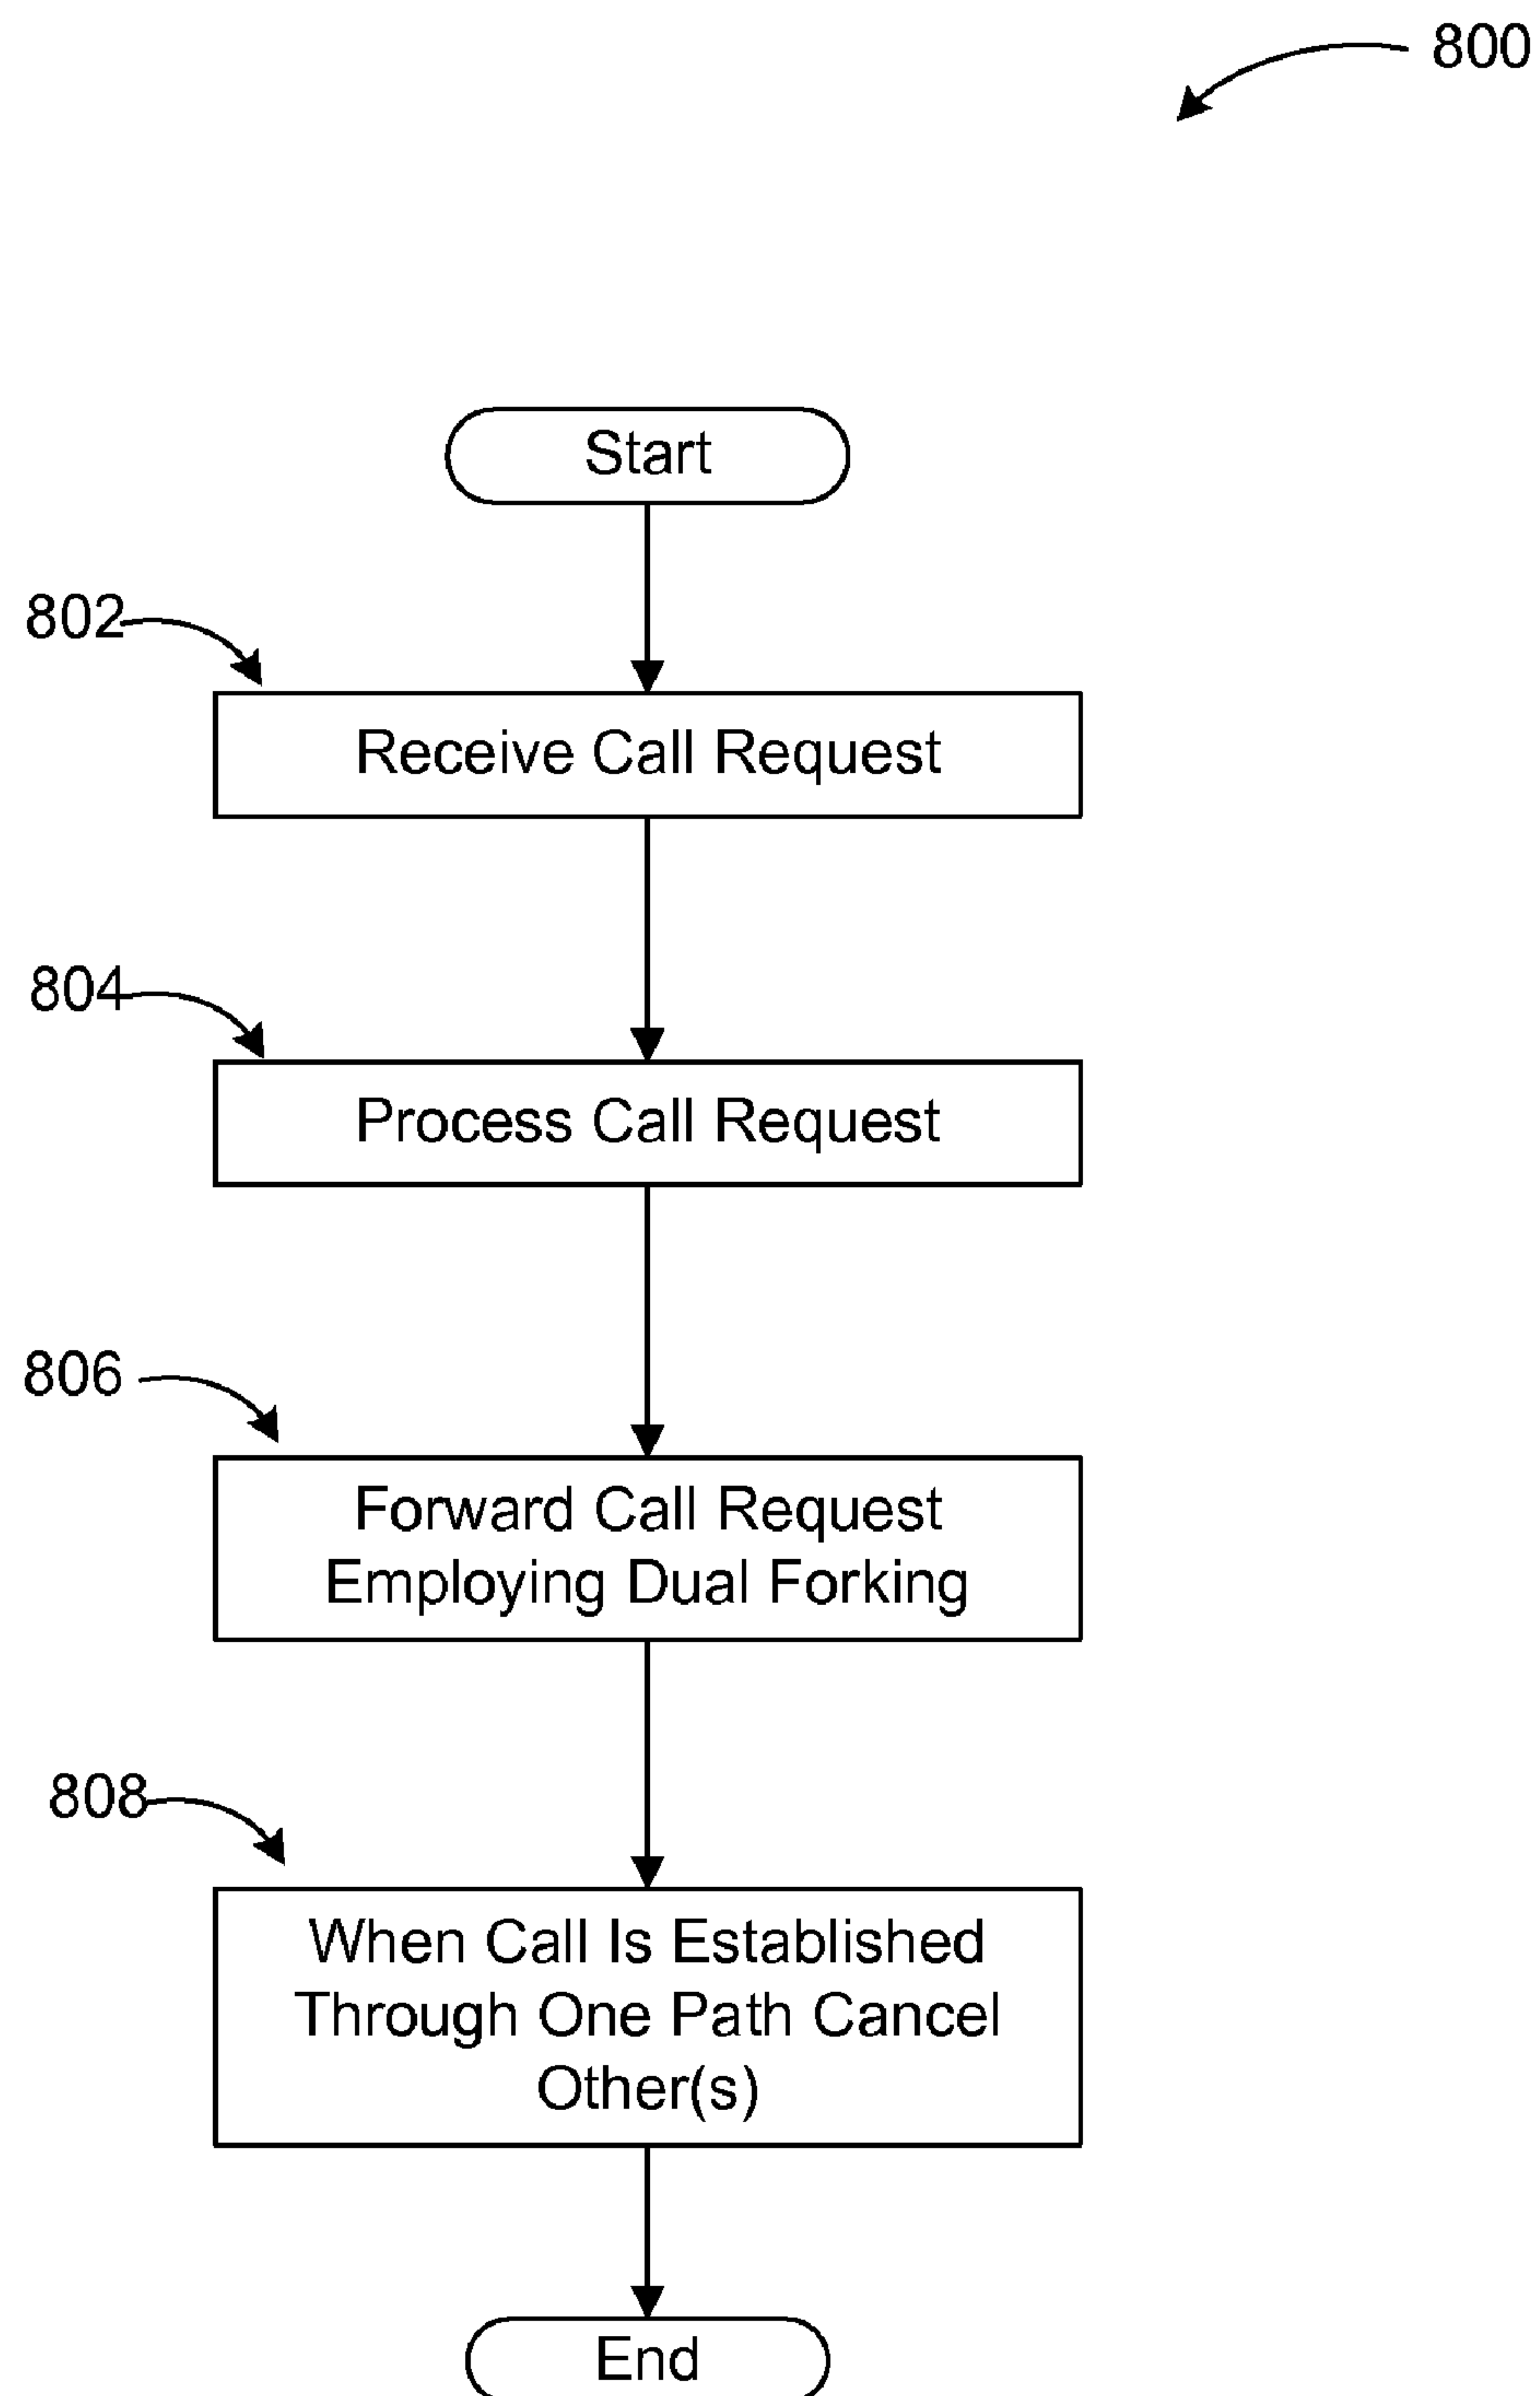 800
Start
802
Receive Call Request
804
Process Call Request
806
Forward Call Request
Employing Dual Forking
808
When Call Is Established
Through One Path Cancel
Other(s)
End